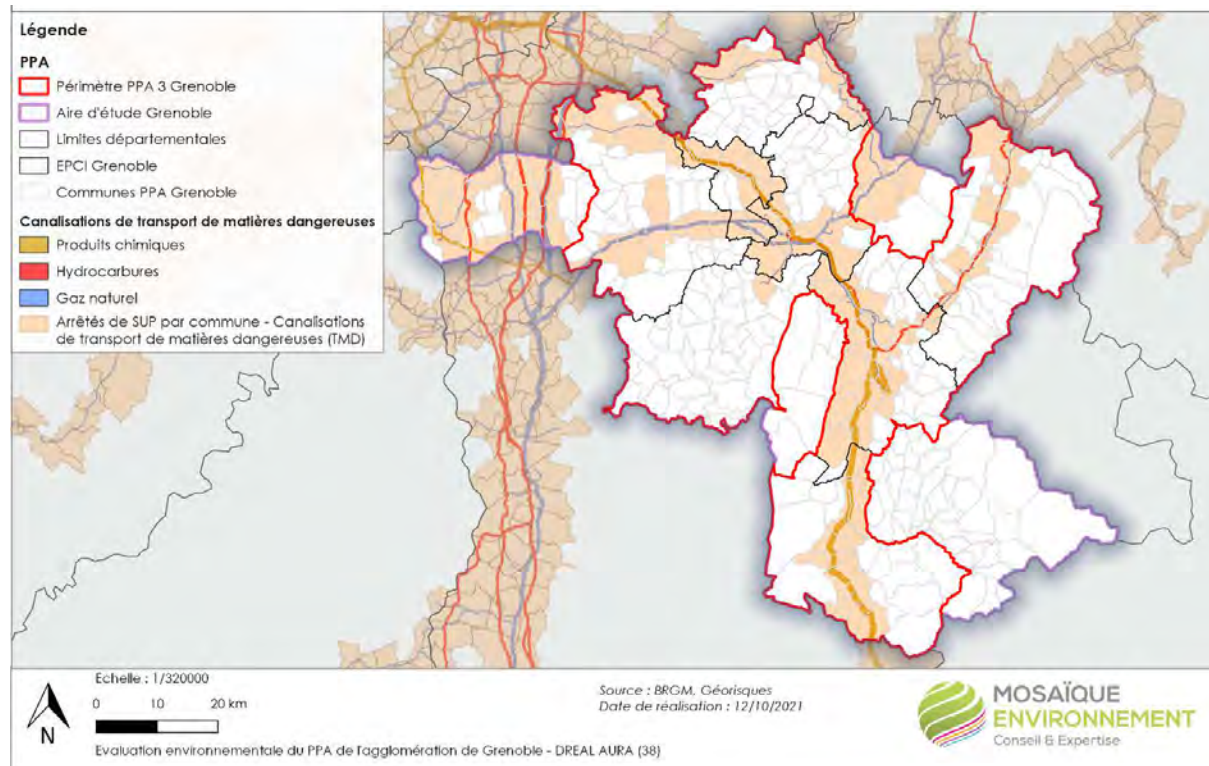 Légende
PPA
Périmètre PPA 3 Grenoble
Aire d'étude Grenoble
Limites départementales
EPCI Grenoble
Communes PPA Grenoble
Canalisations de transport de matières dangereuses
Produits chimiques
Hydrocarbures
Gaz naturel
Arrêtés de SUP par commune - Canalisations
de transport de matières dangereuses (TMD)
Echelle : 1/320000
0 10 20 km
N
Source : BRGM, Géorisques
Date de réalisation : 12/10/2021
Evaluation environnementale du PPA de l'agglomération de Grenoble - DREAL AURA (38)
MOSAÏQUE
ENVIRONNEMENT
Conseil & Expertise